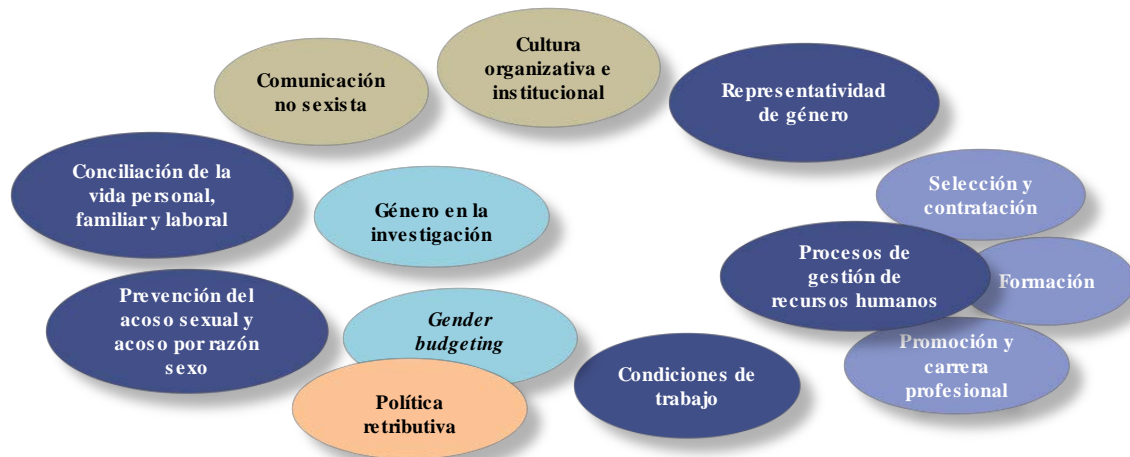 Cultura
organizativa e
institucional
Comunicación
no sexista
Representatividad
de género
Conciliación de la
vida personal,
familiar y laboral
Género en la
investigación
Selección y
contratación
Procesos de
gestión de
recursos humanos
Formación
Prevención del
acoso sexual y
acoso por razón
sexo
Gender
budgeting
Promoción y
carrera
profesional
Condiciones de
trabajo
Política
retributiva